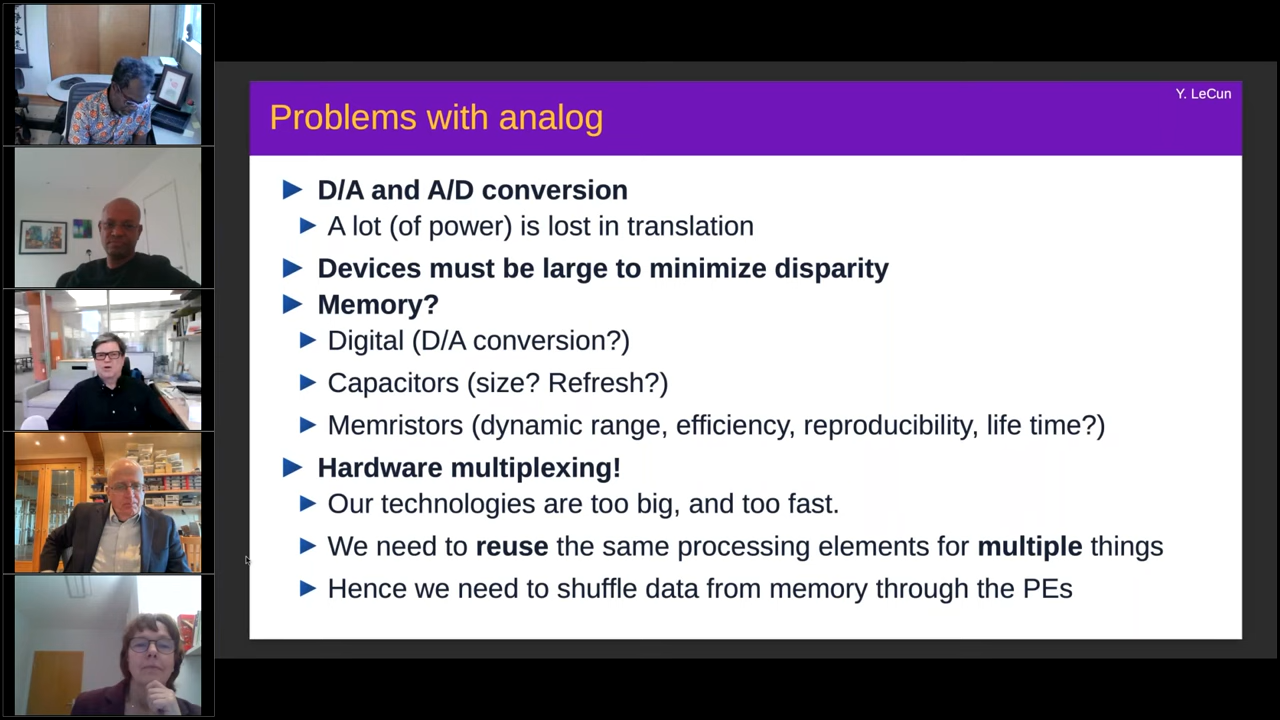 Y. LeCun
Problems with analog
D/A and A/D conversion
A lot (of power) is lost in translation
Devices must be large to minimize disparity
Memory?
Digital (D/A conversion?)
Capacitors (size? Refresh?)
Memristors (dynamic range, efficiency, reproducibility, life time?)
Hardware multiplexing!
Our technologies are too big, and too fast.
We need to reuse the same processing elements for multiple things
Hence we need to shuffle data from memory through the PEs